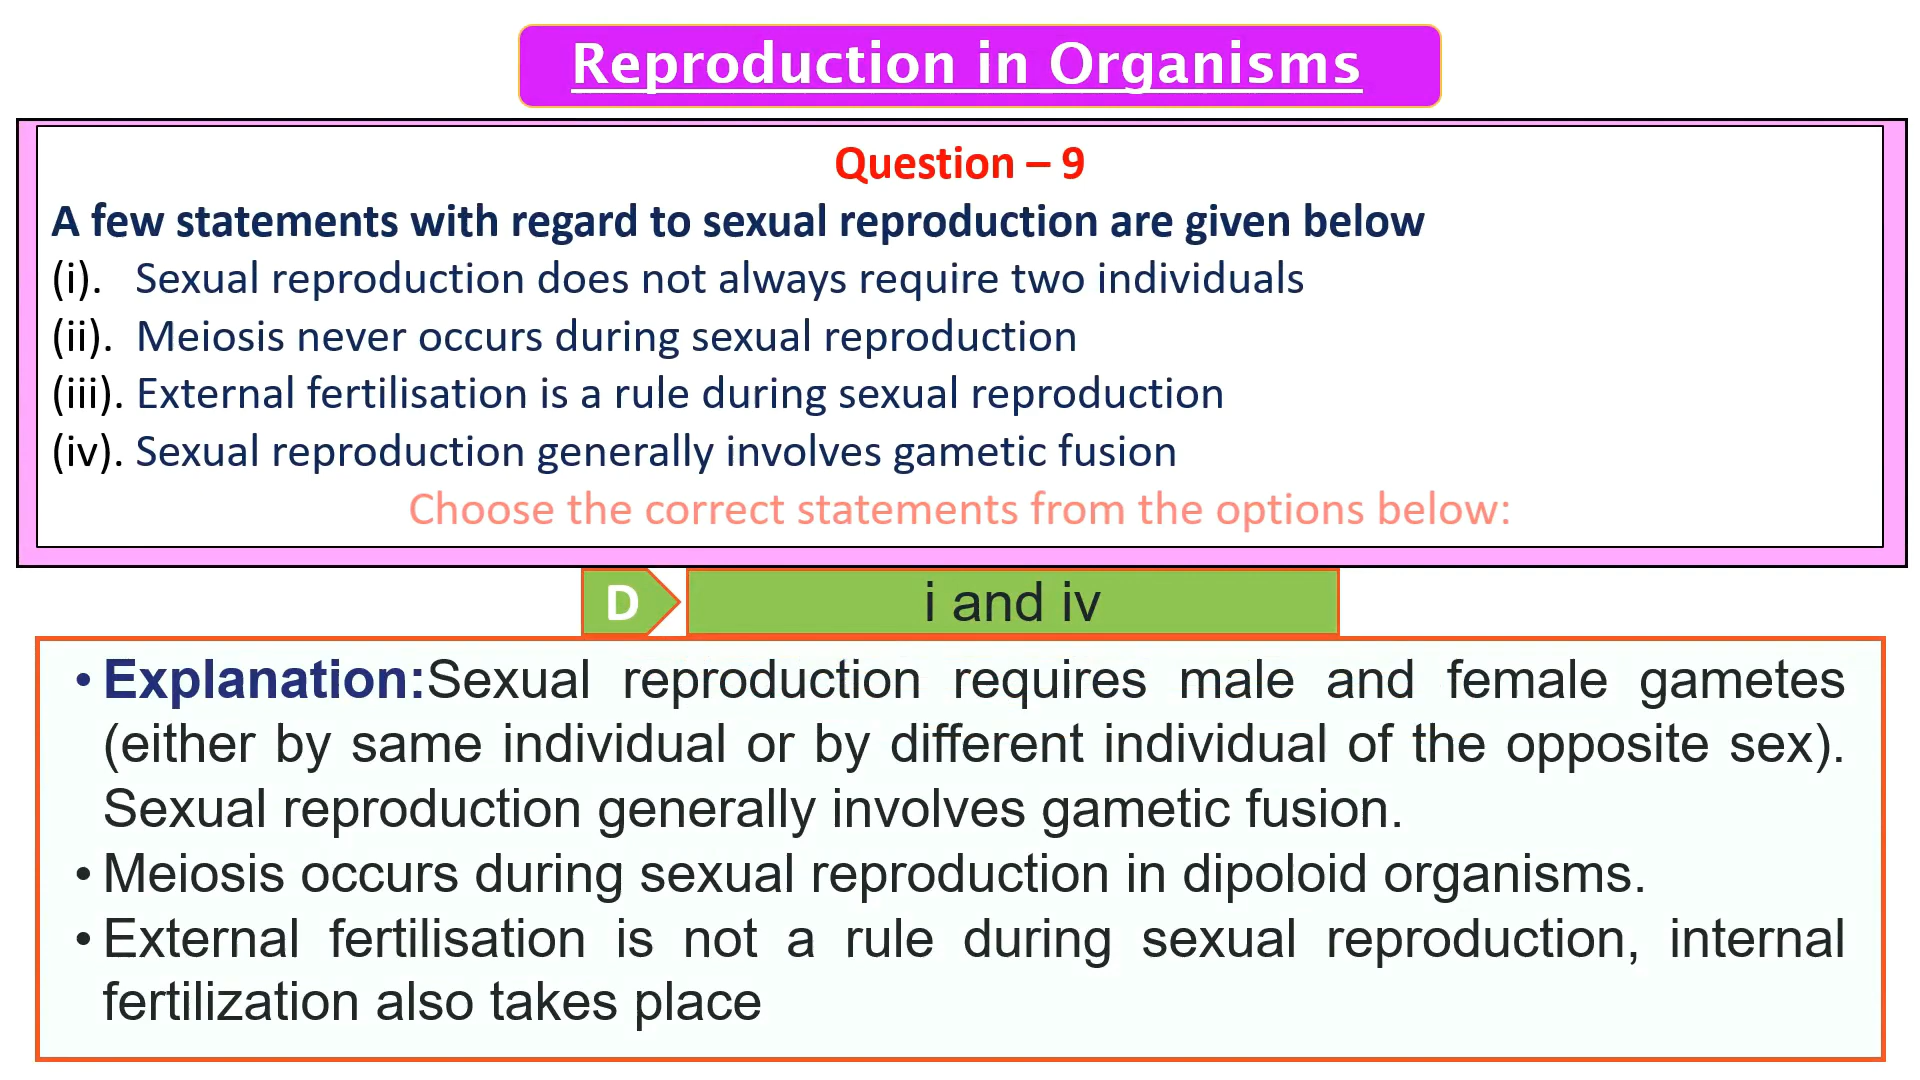 Reproduction in Organisms
Question – 9
A few statements with regard to sexual reproduction are given below
(i). Sexual reproduction does not always require two individuals
(ii). Meiosis never occurs during sexual reproduction
(iii). External fertilisation is a rule during sexual reproduction
(iv). Sexual reproduction generally involves gametic fusion
Choose the correct statements from the options below:
D i and iv
• Explanation:Sexual reproduction requires male and female gametes
(either by same individual or by different individual of the opposite sex).
Sexual reproduction generally involves gametic fusion.
• Meiosis occurs during sexual reproduction in dipoloid organisms.
• External fertilisation is not a rule during sexual reproduction, internal
fertilization also takes place